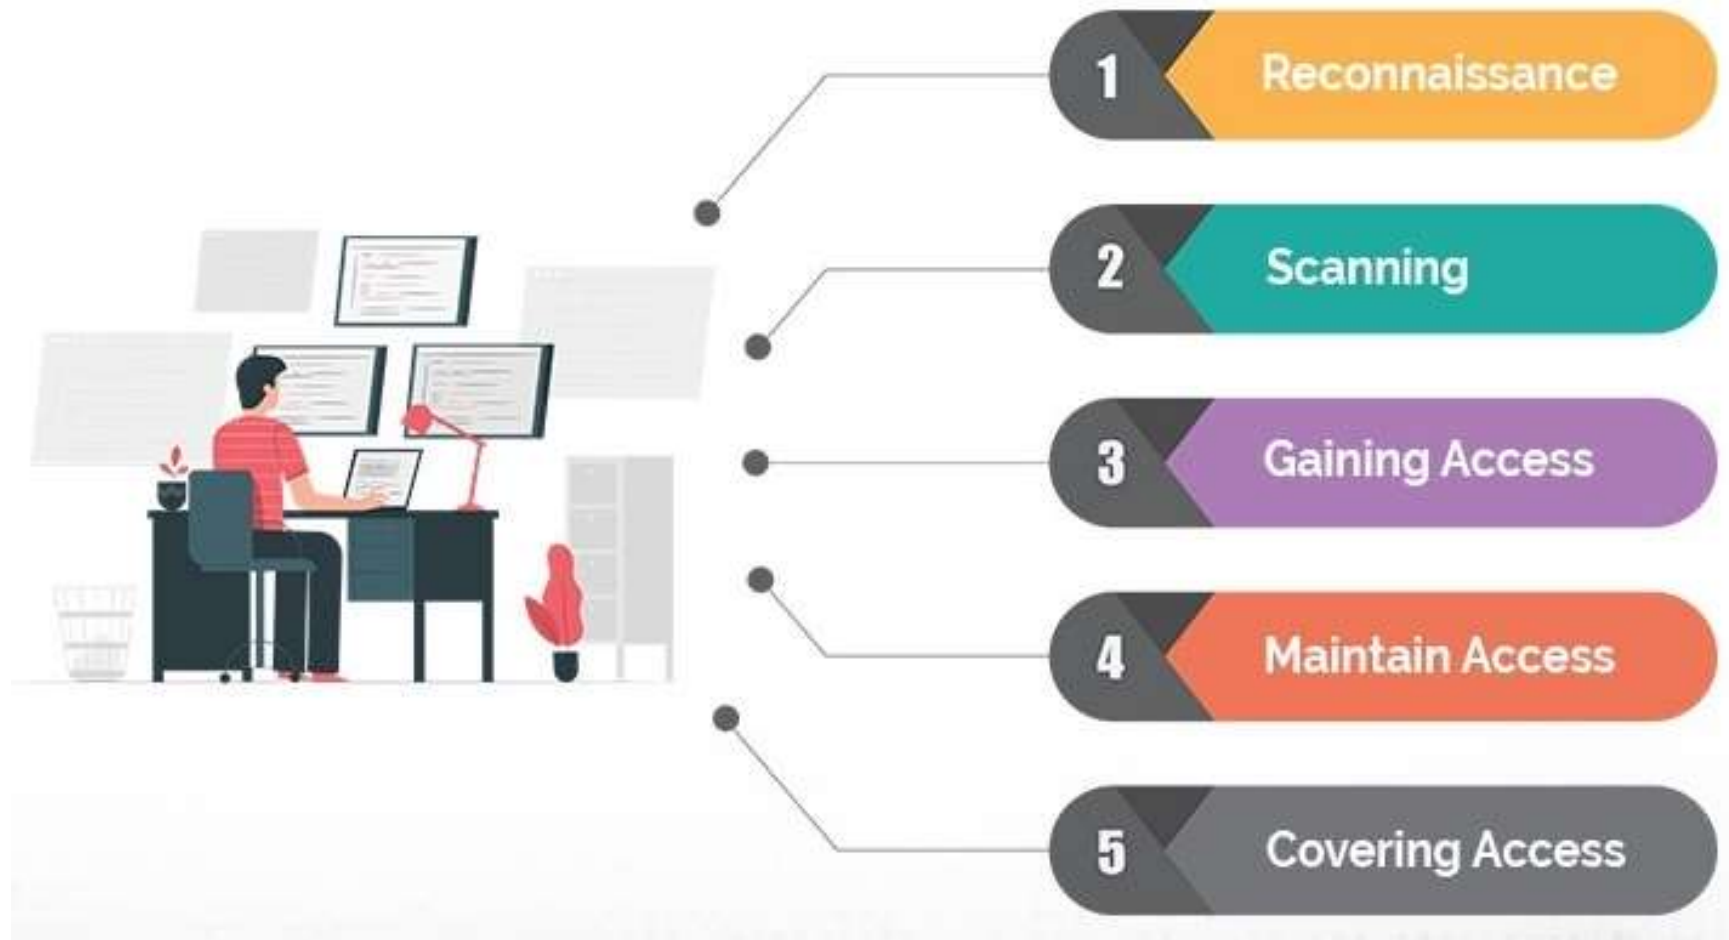 1
Reconnaissance
2
Scanning
3
Gaining Access
4
Maintain Access
5
Covering Access